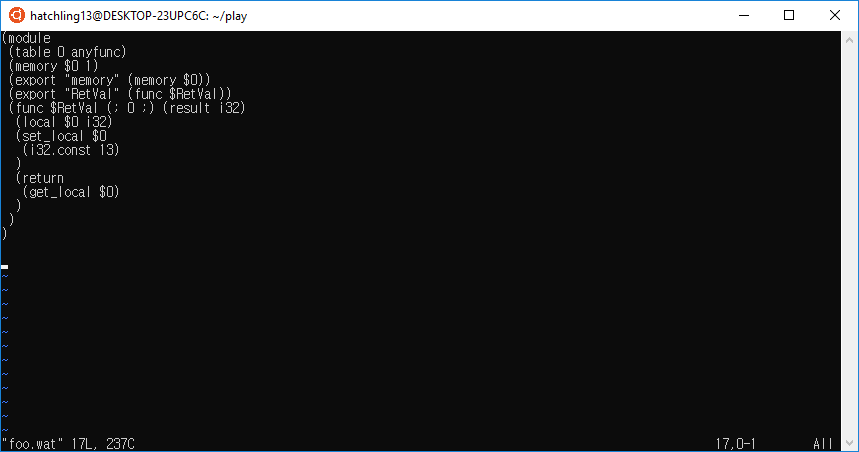 hatchling13@DESKTOP-23UPC6C: ~/play
(module
 (table 0 anyfunc)
 (memory $0 1)
 (export "memory" (memory $0))
 (export "RetVal" (func $RetVal))
 (func $RetVal (; 0 ;) (result i32)
  (local $0 i32)
  (set_local $0
   (i32.const 13)
  )
  (return
   (get_local $0)
  )
 )
)
~
~
~
~
~
~
~
~
~
~
~
~
"foo.wat" 17L, 237C 17,0-1 All